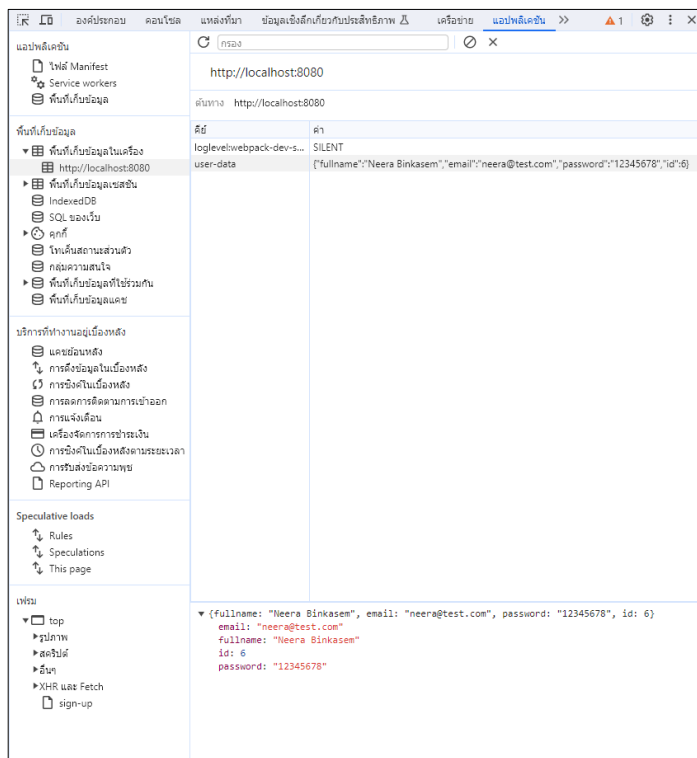 องค์ประกอบ คอนโซล แหล่งที่มา ข้อมูลเชิงลึกเกี่ยวกับประสิทธิภาพ เครือข่าย แอปพลิเคชัน 1
แอปพลิเคชัน
ไฟล์ Manifest
Service workers
พื้นที่เก็บข้อมูล
พื้นที่เก็บข้อมูล
พื้นที่เก็บข้อมูลในเครื่อง
http://localhost:8080
พื้นที่เก็บข้อมูลเซสชัน
IndexedDB
SQL ของเว็บ
คุกกี้
โทเค็นสถานะส่วนตัว
กลุ่มความสนใจ
พื้นที่เก็บข้อมูลที่ใช้ร่วมกัน
พื้นที่เก็บข้อมูลแคช
บริการที่ทำงานอยู่เบื้องหลัง
แคชย้อนหลัง
การดึงข้อมูลในเบื้องหลัง
การซิงค์ในเบื้องหลัง
การลดการติดตามการเข้าออก
การแจ้งเตือน
เครื่องจัดการการชำระเงิน
การซิงค์ในเบื้องหลังตามระยะเวลา
การรับส่งข้อความพุช
Reporting API
Speculative loads
Rules
Speculations
This page
เฟรม
top
รูปภาพ
สคริปต์
อื่นๆ
XHR และ Fetch
sign-up
กรอง
http://localhost:8080
ต้นทาง http://localhost:8080
คีย์ ค่า
loglevel:webpack-dev-s... SILENT
user-data {"fullname":"Neera Binkasem","email":"neera@test.com","password":"12345678","id":6}
{fullname: "Neera Binkasem", email: "neera@test.com", password: "12345678", id: 6}
email: "neera@test.com"
fullname: "Neera Binkasem"
id: 6
password: "12345678"